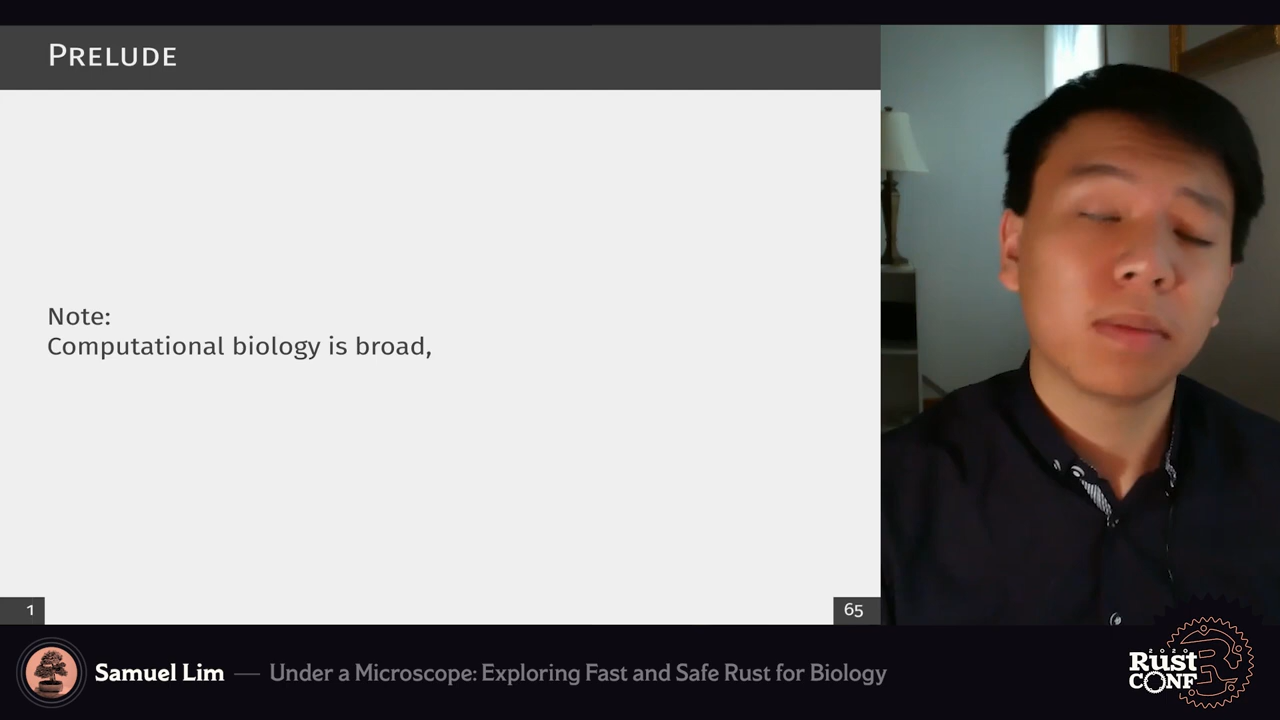 PRELUDE
Note:
Computational biology is broad,
1
65
Samuel Lim — Under a Microscope: Exploring Fast and Safe Rust for Biology
2020
Rust
CONF